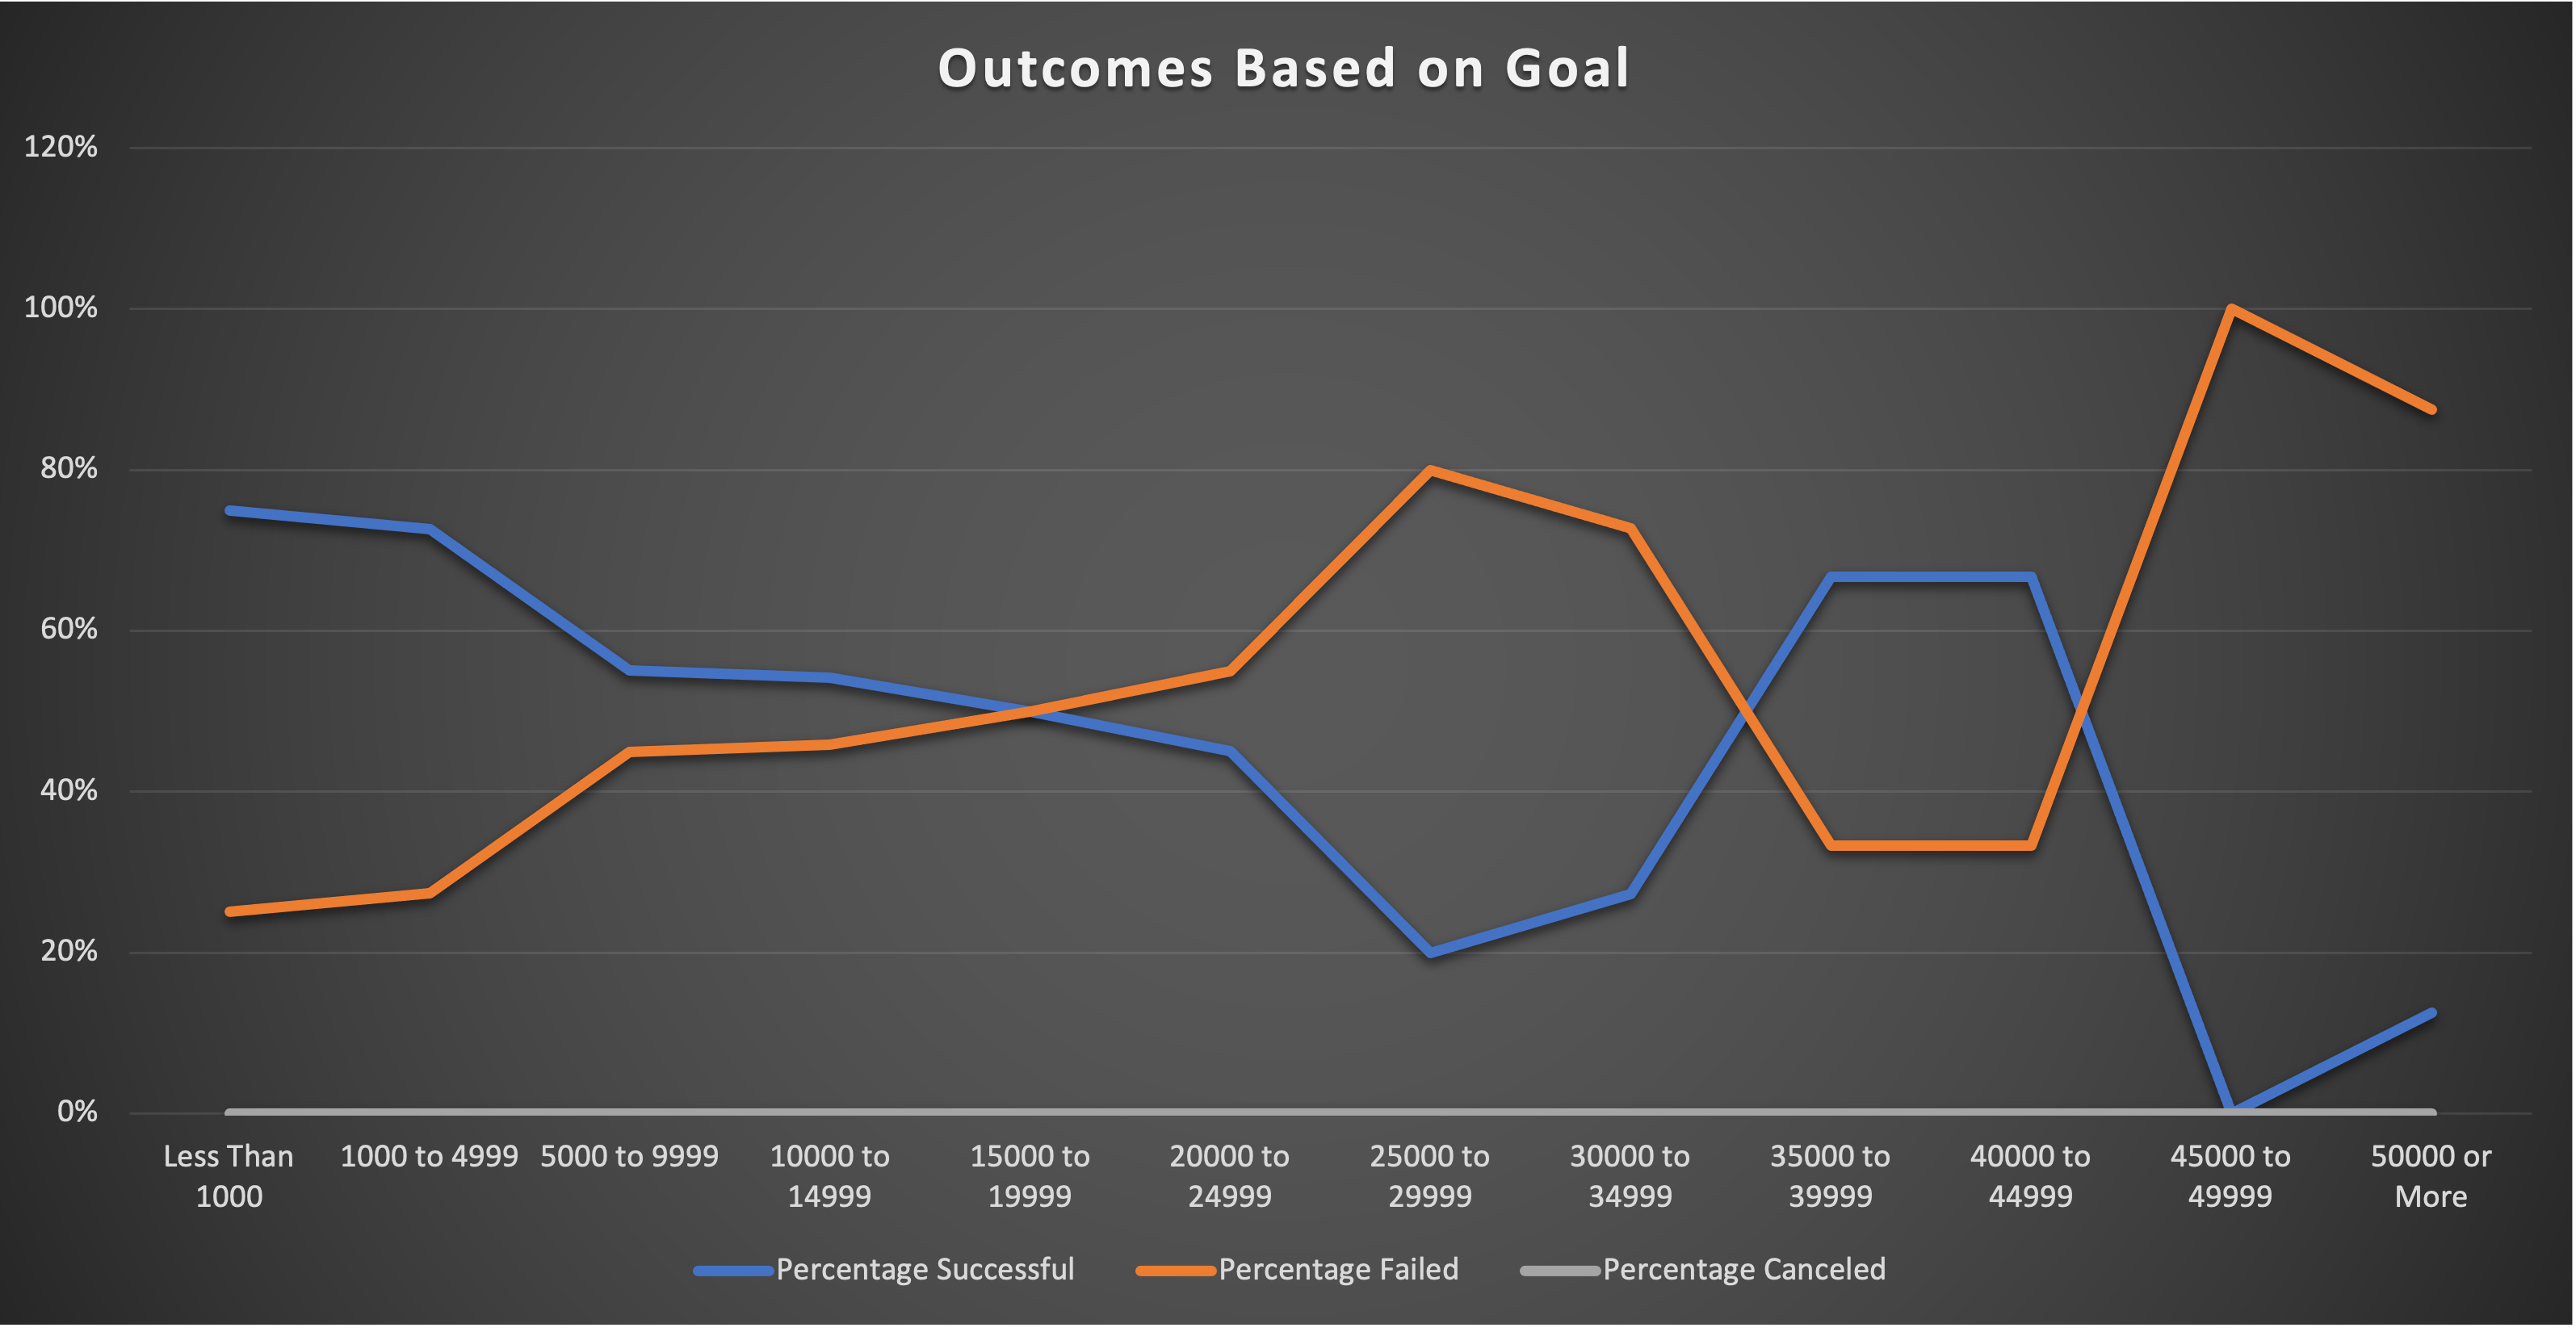 Outcomes Based on Goal
120%
100%
80%
60%
40%
20%
0%
Less Than
1000
1000 to 4999
5000 to 9999
10000 to
14999
15000 to
19999
20000 to
24999
25000 to
29999
30000 to
34999
35000 to
39999
40000 to
44999
45000 to
49999
50000 or
More
Percentage Successful
Percentage Failed
Percentage Canceled